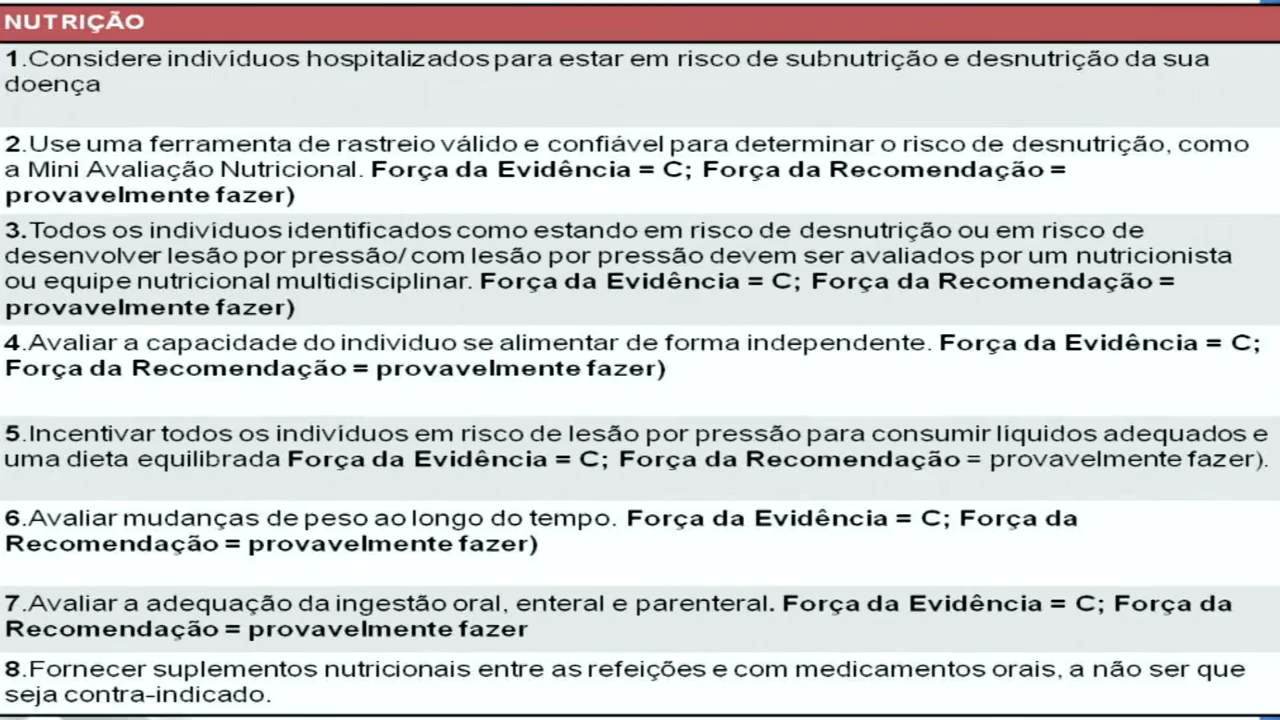 NUTRIÇÃO
1.Considere indivíduos hospitalizados para estar em risco de subnutrição e desnutrição da sua
doença
2.Use uma ferramenta de rastreio válido e confiável para determinar o risco de desnutrição, como
a Mini Avaliação Nutricional. Força da Evidência = C; Força da Recomendação =
provavelmente fazer)
3.Todos os indivíduos identificados como estando em risco de desnutrição ou em risco de
desenvolver lesão por pressão/ com lesão por pressão devem ser avaliados por um nutricionista
ou equipe nutricional multidisciplinar. Força da Evidência = C; Força da Recomendação =
provavelmente fazer)
4.Avaliar a capacidade do individuo se alimentar de forma independente. Força da Evidência = C;
Força da Recomendação = provavelmente fazer)
5.Incentivar todos os indivíduos em risco de lesão por pressão para consumir líquidos adequados e
uma dieta equilibrada Força da Evidência = C; Força da Recomendação = provavelmente fazer).
6.Avaliar mudanças de peso ao longo do tempo. Força da Evidência = C; Força da
Recomendação = provavelmente fazer)
7.Avaliar a adequação da ingestão oral, enteral e parenteral. Força da Evidência = C; Força da
Recomendação = provavelmente fazer
8.Fornecer suplementos nutricionais entre as refeições e com medicamentos orais, a não ser que
seja contra-indicado.